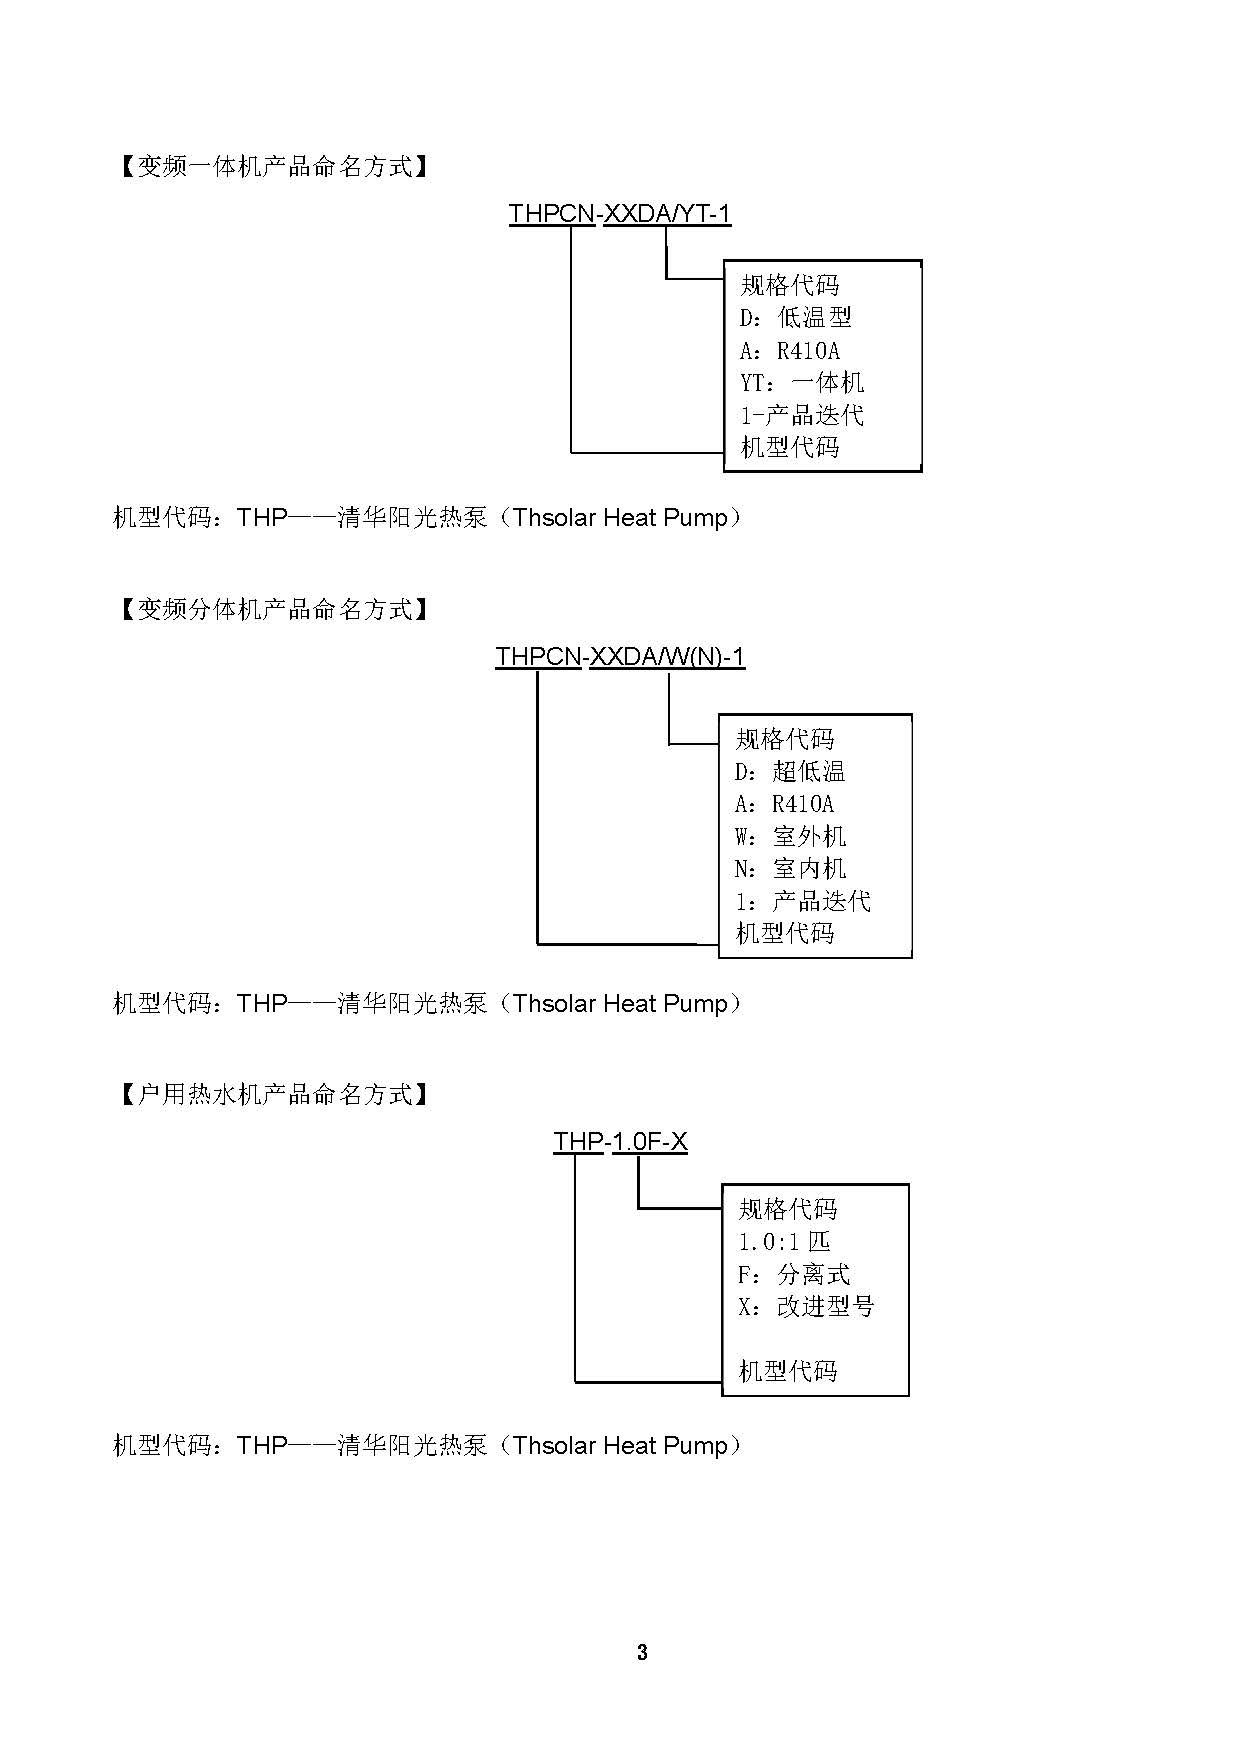 【变频一体机产品命名方式】
THPCN-XXDA/YT-1
规格代码
D：低温型
A：R410A
YT：一体机
1-产品迭代
机型代码
机型代码：THP——清华阳光热泵（Thsolar Heat Pump）
【变频分体机产品命名方式】
THPCN-XXDA/W(N)-1
规格代码
D：超低温
A：R410A
W：室外机
N：室内机
1：产品迭代
机型代码
机型代码：THP——清华阳光热泵（Thsolar Heat Pump）
【户用热水机产品命名方式】
THP-1.0F-X
规格代码
1.0:1匹
F：分离式
X：改进型号
机型代码
机型代码：THP——清华阳光热泵（Thsolar Heat Pump）
3